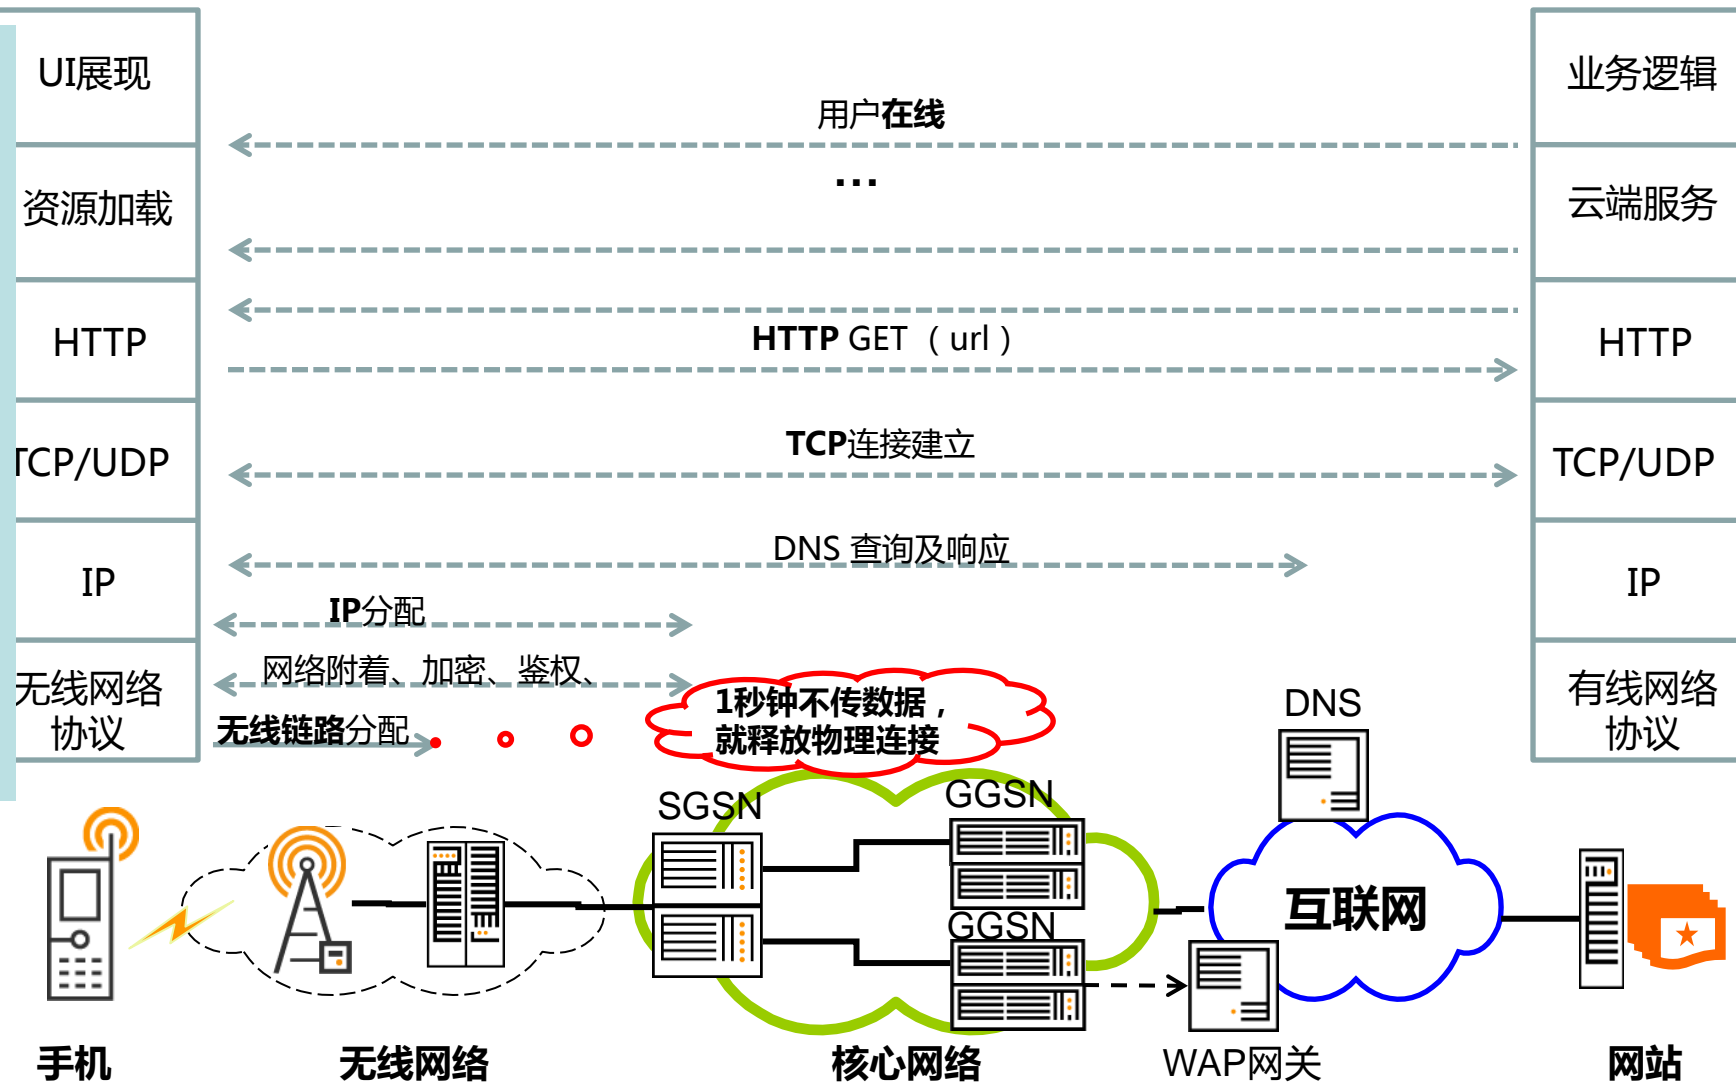 UI展现
业务逻辑
用户在线
...
资源加载
云端服务
HTTP
HTTP GET （url）
HTTP
TCP/UDP
TCP连接建立
TCP/UDP
DNS 查询及响应
IP
IP
IP分配
网络附着、加密、鉴权、
无线网络
协议
无线链路分配
1秒钟不传数据，
就释放物理连接
DNS
有线网络
协议
SGSN
GGSN
GGSN
互联网
手机
无线网络
核心网络
WAP网关
网站